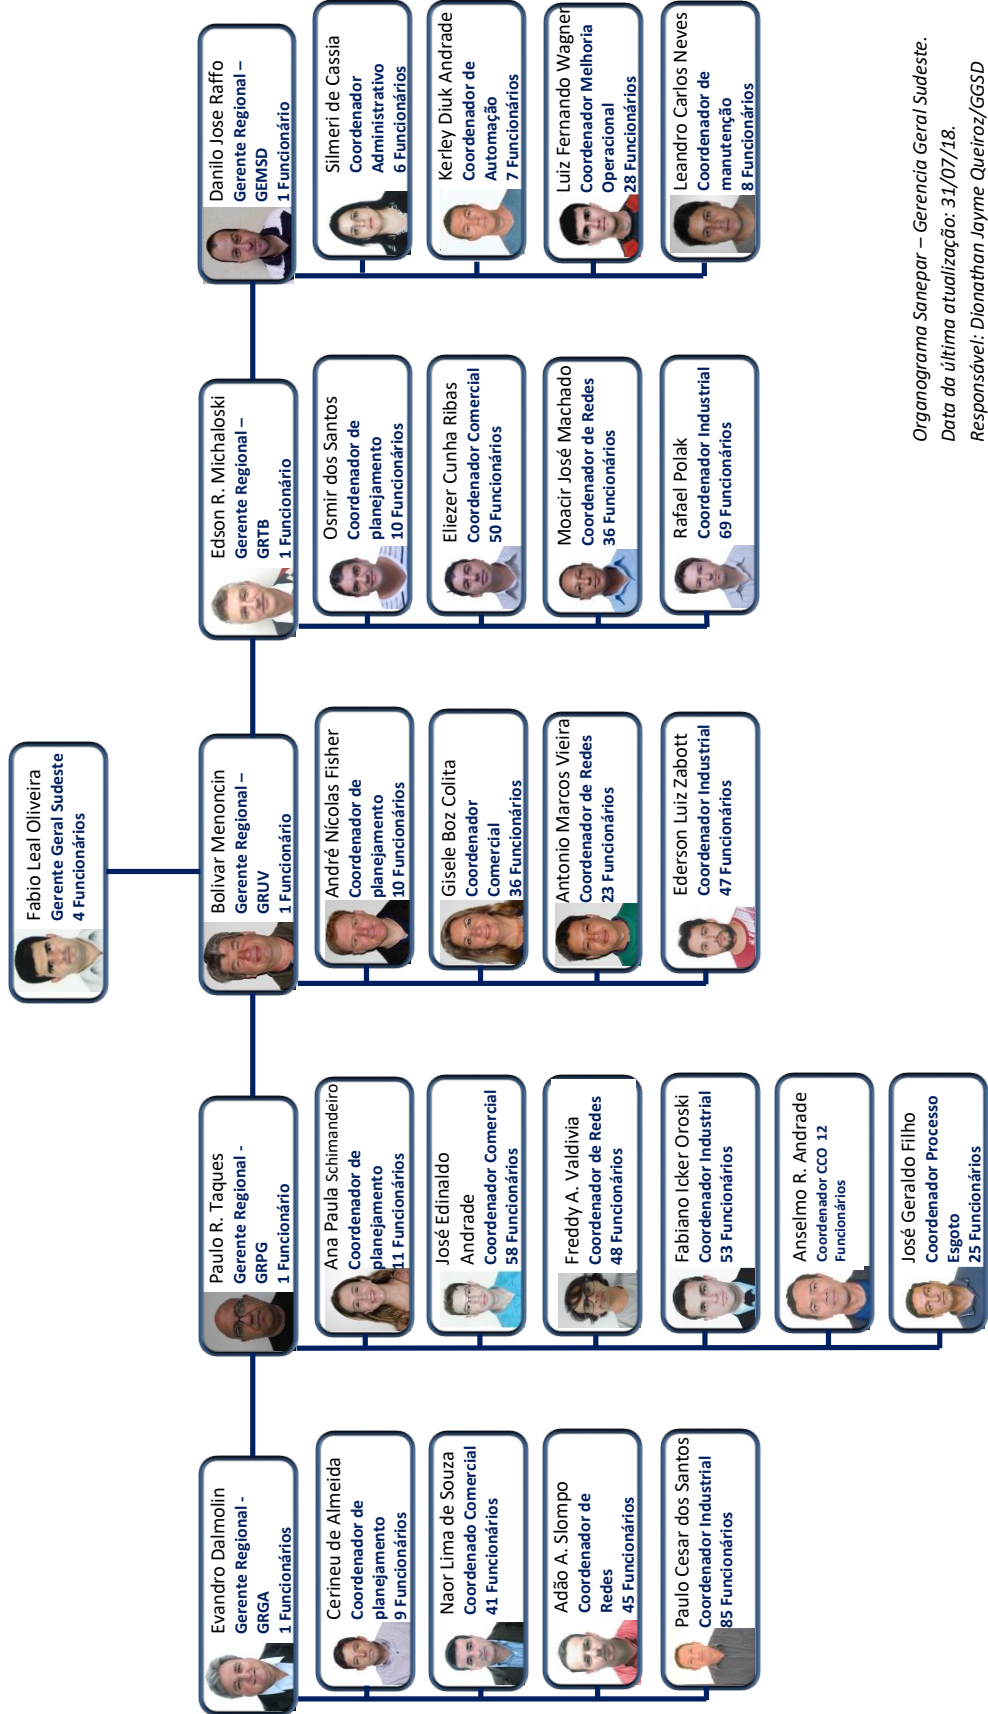 Fabio Leal Oliveira
Gerente Geral Sudeste
4 Funcionários
Evandro Dalmolin
Gerente Regional -
GRGA
1 Funcionários
Cerineu de Almeida
Coordenador de
planejamento
9 Funcionários
Naor Lima de Souza
Coordenado Comercial
41 Funcionários
Adão A. Slompo
Coordenador de
Redes
45 Funcionários
Paulo Cesar dos Santos
Coordenador Industrial
85 Funcionários
Paulo R. Taques
Gerente Regional -
GRPG
1 Funcionário
Ana Paula Schimandeiro
Coordenador de
planejamento
11 Funcionários
José Edinaldo
Andrade
Coordenador Comercial
58 Funcionários
Freddy A. Valdivia
Coordenador de Redes
48 Funcionários
Fabiano Icker Oroski
Coordenador Industrial
53 Funcionários
Anselmo R. Andrade
Coordenador CCO 12
Funcionários
José Geraldo Filho
Coordenador Processo
Esgoto
25 Funcionários
Bolivar Menoncin
Gerente Regional –
GRUV
1 Funcionário
André Nícolas Fisher
Coordenador de
planejamento
10 Funcionários
Gisele Boz Colita
Coordenador
Comercial
36 Funcionários
Antonio Marcos Vieira
Coordenador de Redes
23 Funcionários
Ederson Luiz Zabott
Coordenador Industrial
47 Funcionários
Edson R. Michaloski
Gerente Regional –
GRTB
1 Funcionário
Osmir dos Santos
Coordenador de
planejamento
10 Funcionários
Eliezer Cunha Ribas
Coordenador Comercial
50 Funcionários
Moacir José Machado
Coordenador de Redes
36 Funcionários
Rafael Polak
Coordenador Industrial
69 Funcionários
Danilo Jose Raffo
Gerente Regional –
GEMSD
1 Funcionário
Silmeri de Cassia
Coordenador
Administrativo
6 Funcionários
Kerley Diuk Andrade
Coordenador de
Automação
7 Funcionários
Luiz Fernando Wagner
Coordenador Melhoria
Operacional
28 Funcionários
Leandro Carlos Neves
Coordenador de
manutenção
8 Funcionários
Organograma Sanepar – Gerencia Geral Sudeste.
Data da última atualização: 31/07/18.
Responsável: Dionathan Jayme Queiroz/GGSD